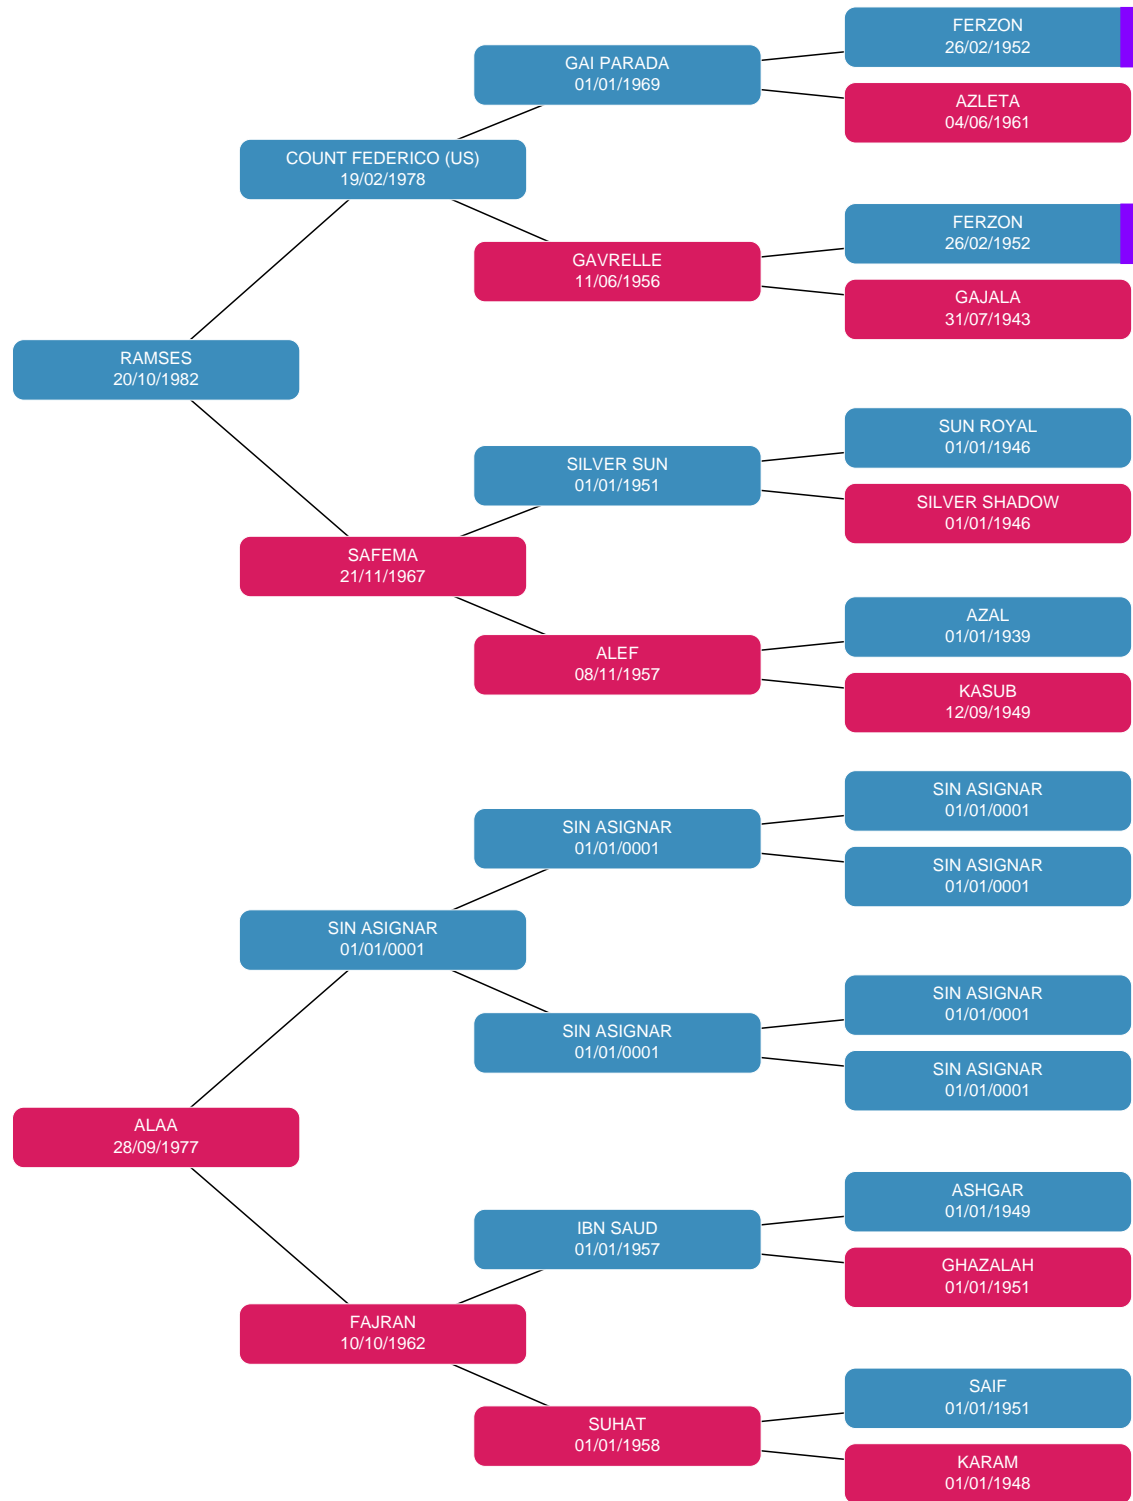 FERZON
26/02/1952
GAI PARADA
01/01/1969
AZLETA
04/06/1961
COUNT FEDERICO (US)
19/02/1978
FERZON
26/02/1952
GAVRELLE
11/06/1956
GAJALA
31/07/1943
RAMSES
20/10/1982
SUN ROYAL
01/01/1946
SILVER SUN
01/01/1951
SILVER SHADOW
01/01/1946
SAFEMA
21/11/1967
AZAL
01/01/1939
ALEF
08/11/1957
KASUB
12/09/1949
SIN ASIGNAR
01/01/0001
SIN ASIGNAR
01/01/0001
SIN ASIGNAR
01/01/0001
SIN ASIGNAR
01/01/0001
SIN ASIGNAR
01/01/0001
SIN ASIGNAR
01/01/0001
SIN ASIGNAR
01/01/0001
ALAA
28/09/1977
ASHGAR
01/01/1949
IBN SAUD
01/01/1957
GHAZALAH
01/01/1951
FAJRAN
10/10/1962
SAIF
01/01/1951
SUHAT
01/01/1958
KARAM
01/01/1948